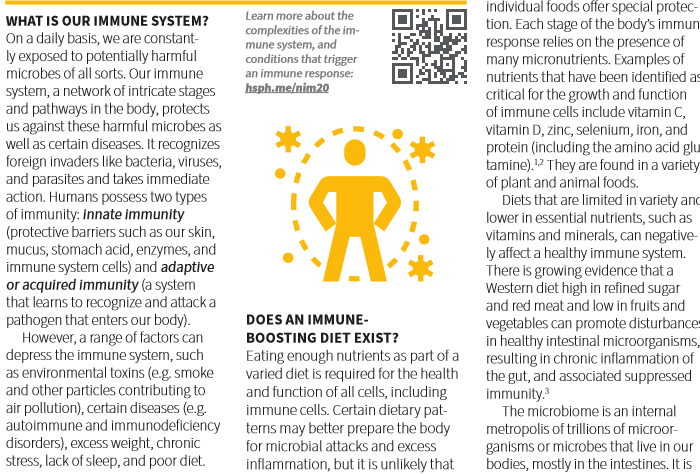 WHAT IS OUR IMMUNE SYSTEM?
On a daily basis, we are constant-
ly exposed to potentially harmful
microbes of all sorts. Our immune
system, a network of intricate stages
and pathways in the body, protects
us against these harmful microbes as
well as certain diseases. It recognizes
foreign invaders like bacteria, viruses,
and parasites and takes immediate
action. Humans possess two types
of immunity: innate immunity
(protective barriers such as our skin,
mucus, stomach acid, enzymes, and
immune system cells) and adaptive
or acquired immunity (a system
that learns to recognize and attack a
pathogen that enters our body).
However, a range of factors can
depress the immune system, such
as environmental toxins (e.g. smoke
and other particles contributing to
air pollution), certain diseases (e.g.
autoimmune and immunodeficiency
disorders), excess weight, chronic
stress, lack of sleep, and poor diet.
Learn more about the
complexities of the im-
mune system, and
conditions that trigger
an immune response:
hsph.me/nim20
DOES AN IMMUNE-
BOOSTING DIET EXIST?
Eating enough nutrients as part of a
varied diet is required for the health
and function of all cells, including
immune cells. Certain dietary pat-
terns may better prepare the body
for microbial attacks and excess
inflammation, but it is unlikely that
individual foods offer special protec-
tion. Each stage of the body's immun
response relies on the presence of
many micronutrients. Examples of
nutrients that have been identified as
critical for the growth and function
of immune cells include vitamin C,
vitamin D, zinc, selenium, iron, and
protein (including the amino acid glu
tamine).1,2 They are found in a variety
of plant and animal foods.
Diets that are limited in variety and
lower in essential nutrients, such as
vitamins and minerals, can negative-
ly affect a healthy immune system.
There is growing evidence that a
Western diet high in refined sugar
and red meat and low in fruits and
vegetables can promote disturbances
in healthy intestinal microorganisms,
resulting in chronic inflammation of
the gut, and associated suppressed
immunity.3
The microbiome is an internal
metropolis of trillions of microor-
ganisms or microbes that live in our
bodies, mostly in the intestines. It is